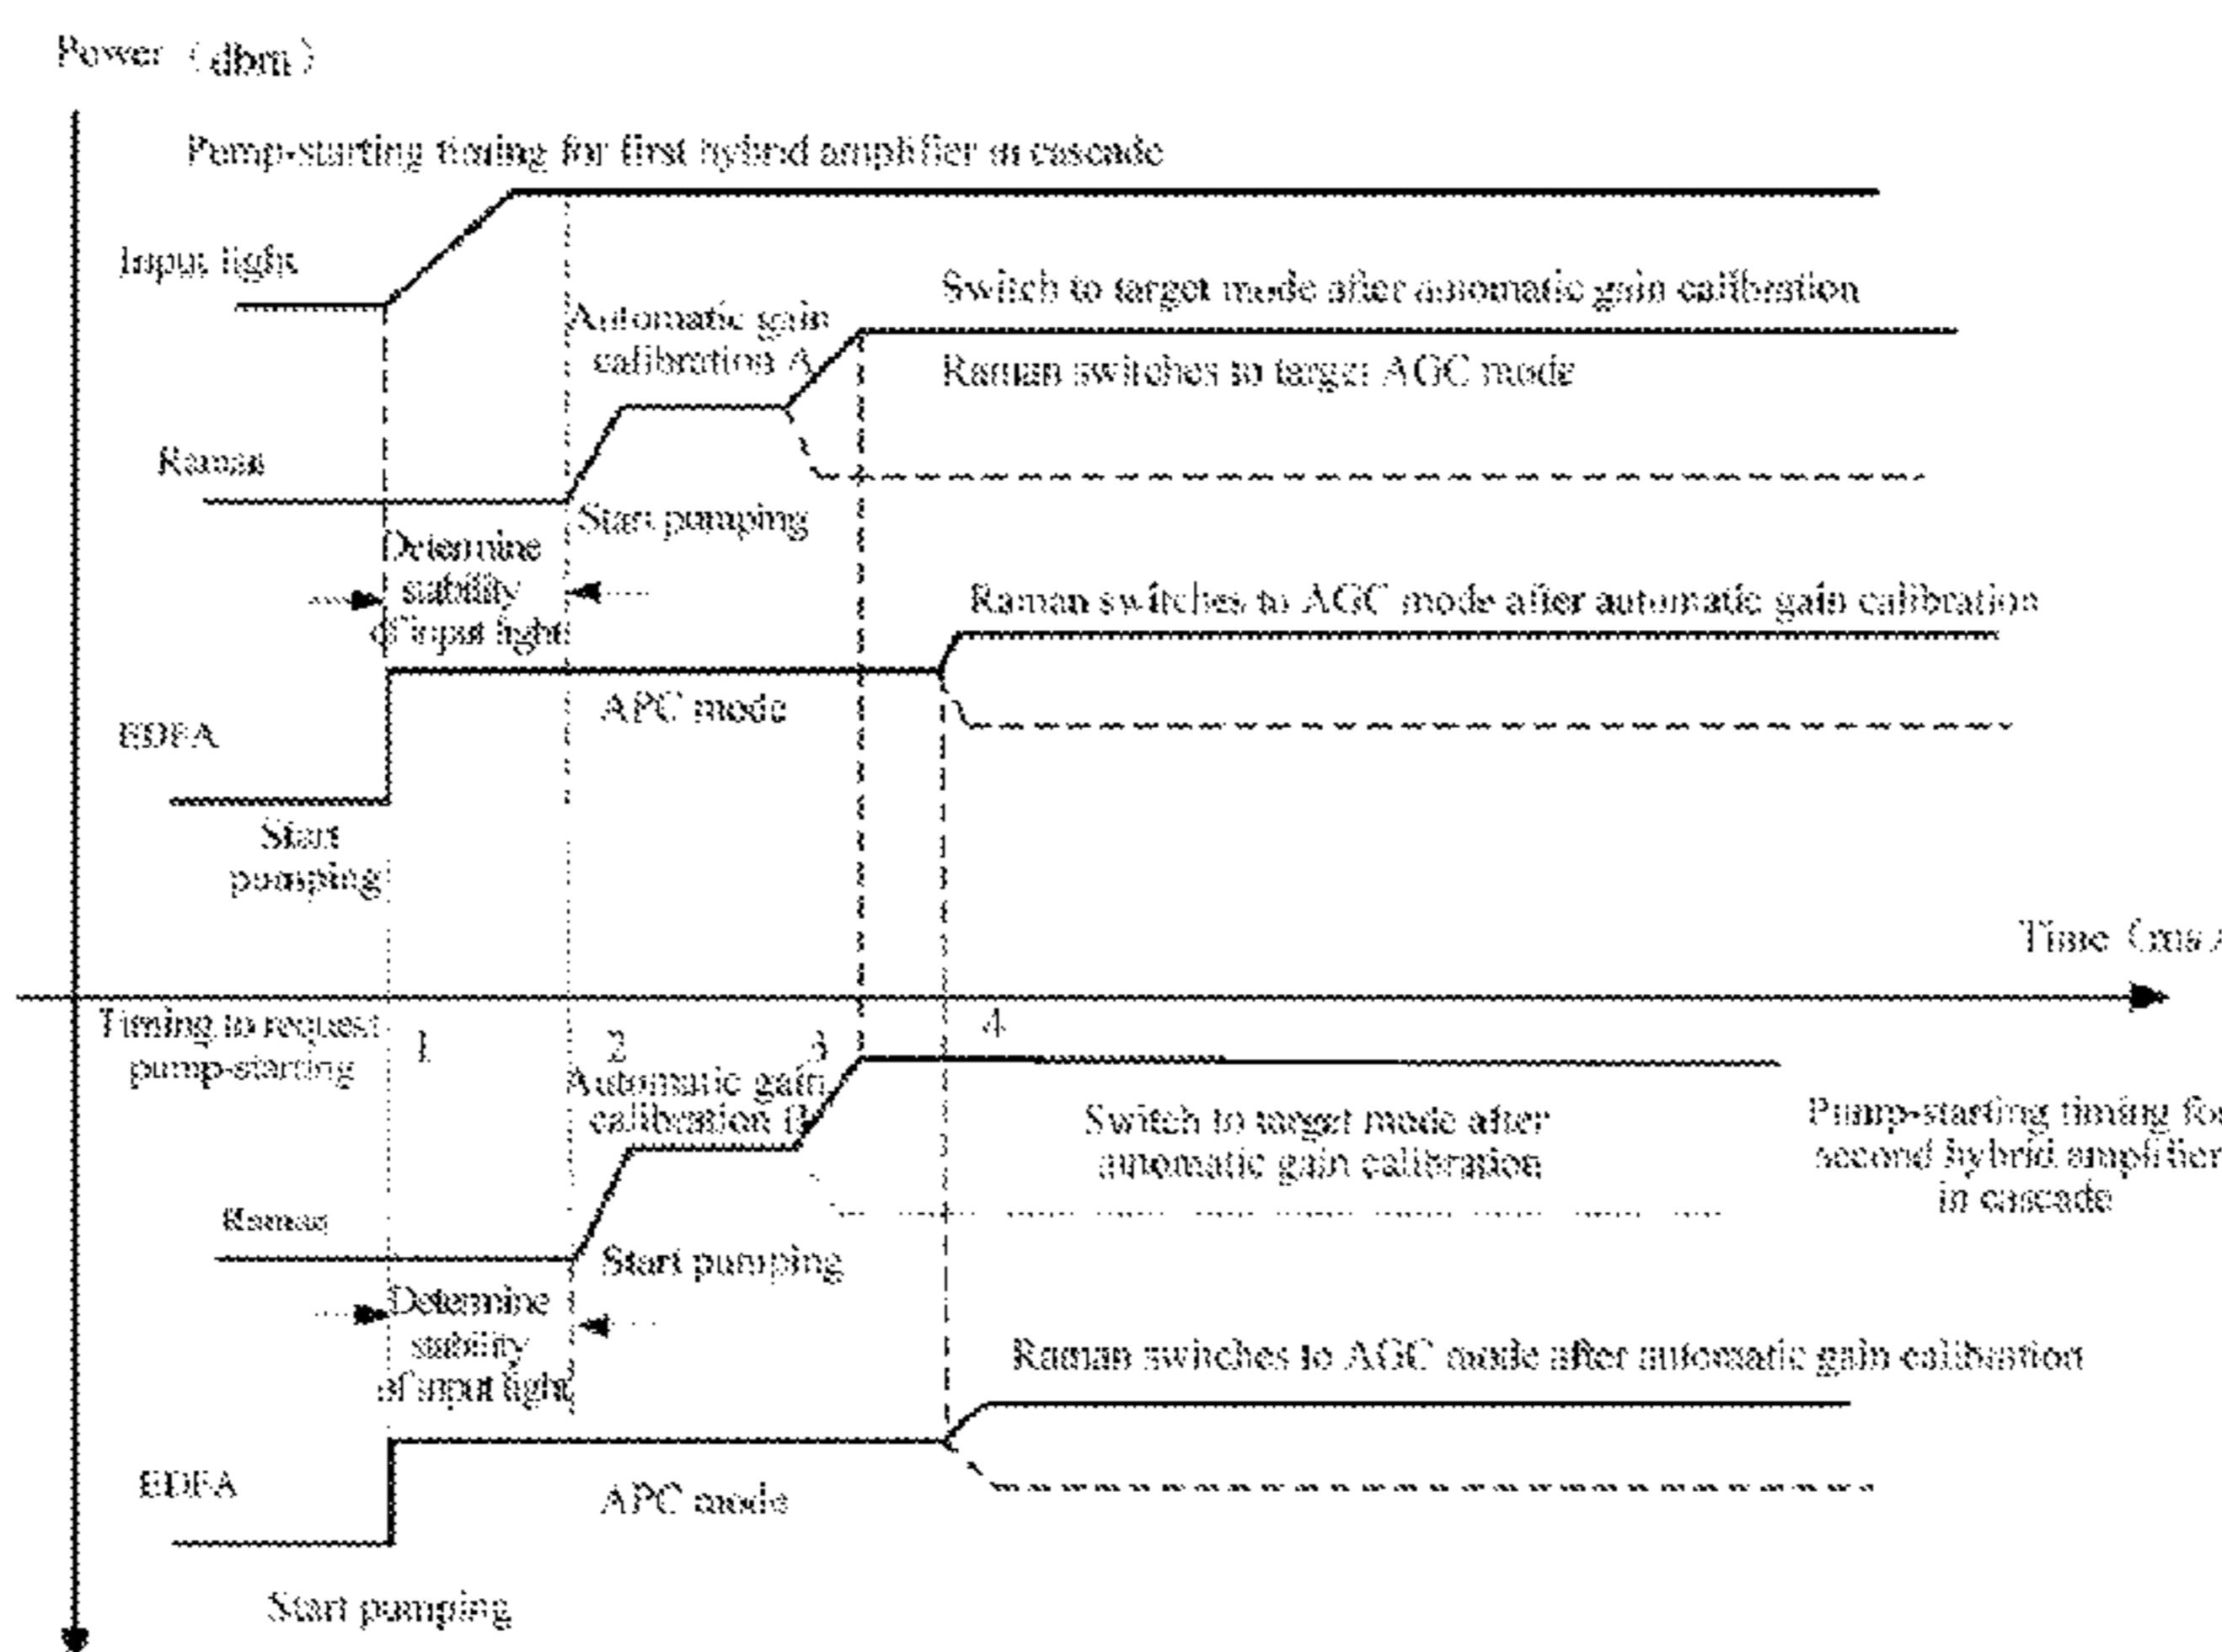 Power (dbm)
Pump-starting timing for first hybrid amplifier in cascade
Input light
Switch to target mode after automatic gain calibration
Automatic gain
calibration A
Raman switches to target AGC mode
Raman
Start pumping
Determine
stability
of input light
Raman switches to AGC mode after automatic gain calibration
APC mode
EDFA
Start
pumping
Time (ms)
Timing to request
pump-starting
1
2
3
4
Automatic gain
calibration B
Switch to target mode after
automatic gain calibration
Pump-starting timing for
second hybrid amplifier
in cascade
Raman
Start pumping
Determine
stability
of input light
Raman switches to AGC mode after automatic gain calibration
EDFA
APC mode
Start pumping